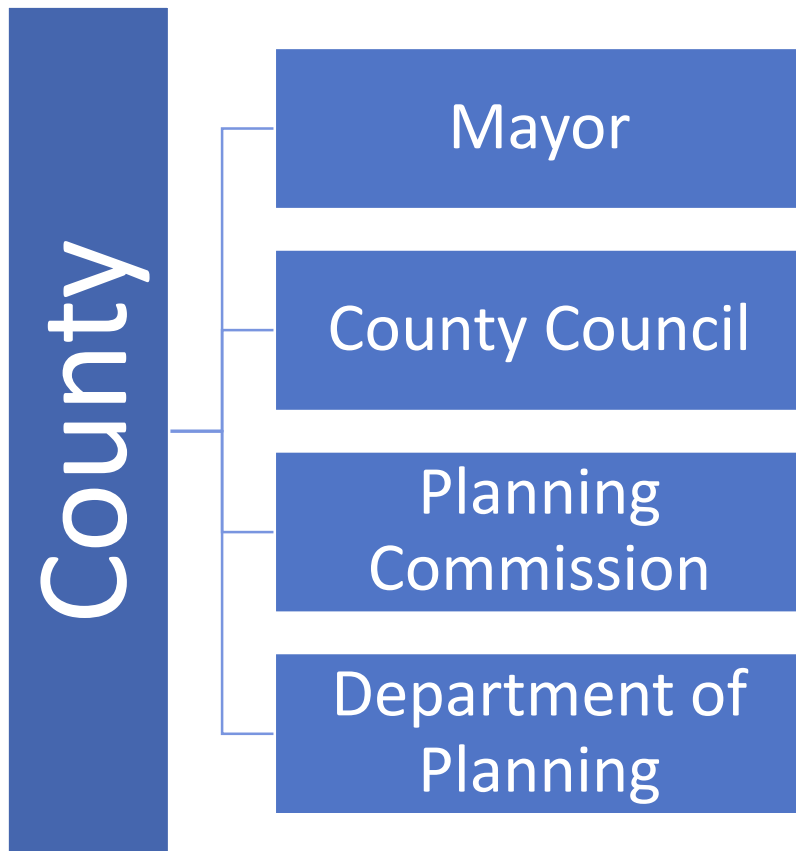 County
Mayor
County Council
Planning
Commission
Department of
Planning